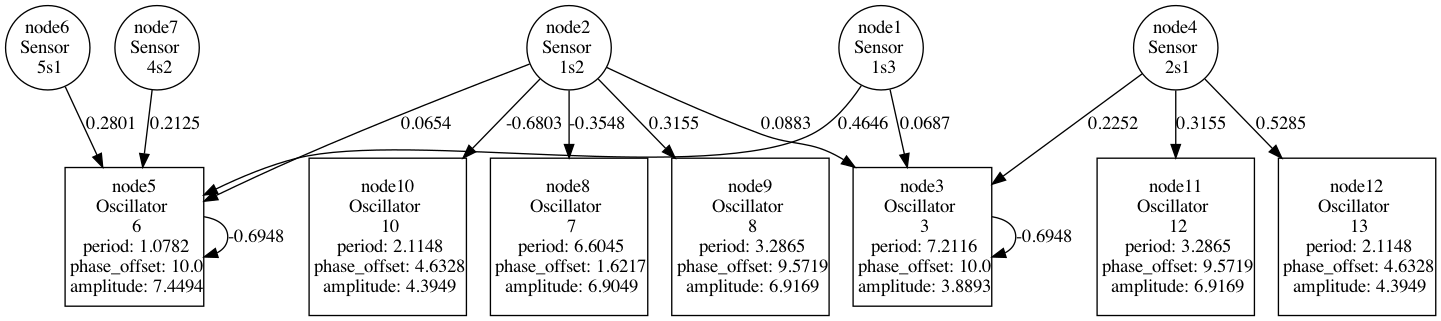 node6
Sensor
5s1
node7
Sensor
4s2
node2
Sensor
1s2
node1
Sensor
1s3
node4
Sensor
2s1
0.2801
0.2125
0.0654
-0.6803
-0.3548
0.3155
0.0883
0.4646
0.0687
0.2252
0.3155
0.5285
node5
Oscillator
6
period: 1.0782
phase_offset: 10.0
amplitude: 7.4494
-0.6948
node10
Oscillator
10
period: 2.1148
phase_offset: 4.6328
amplitude: 4.3949
node8
Oscillator
7
period: 6.6045
phase_offset: 1.6217
amplitude: 6.9049
node9
Oscillator
8
period: 3.2865
phase_offset: 9.5719
amplitude: 6.9169
node3
Oscillator
3
period: 7.2116
phase_offset: 10.0
amplitude: 3.8893
-0.6948
node11
Oscillator
12
period: 3.2865
phase_offset: 9.5719
amplitude: 6.9169
node12
Oscillator
13
period: 2.1148
phase_offset: 4.6328
amplitude: 4.3949